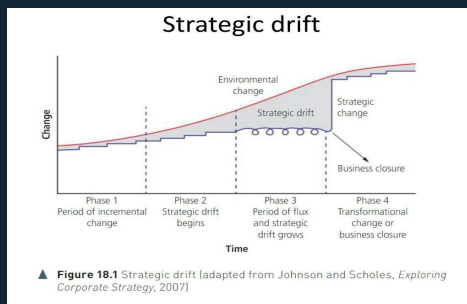 Strategic drift
Environmental
change
Strategic drift
Strategic
change
Business closure
Change
Phase 1
Period of incremental
change
Phase 2
Strategic drift
begins
Phase 3
Period of flux
and strategic
drift grows
Phase 4
Transformational
change or
business closure
Time
▲ Figure 18.1 Strategic drift (adapted from Johnson and Scholes, Exploring
Corporate Strategy, 2007)